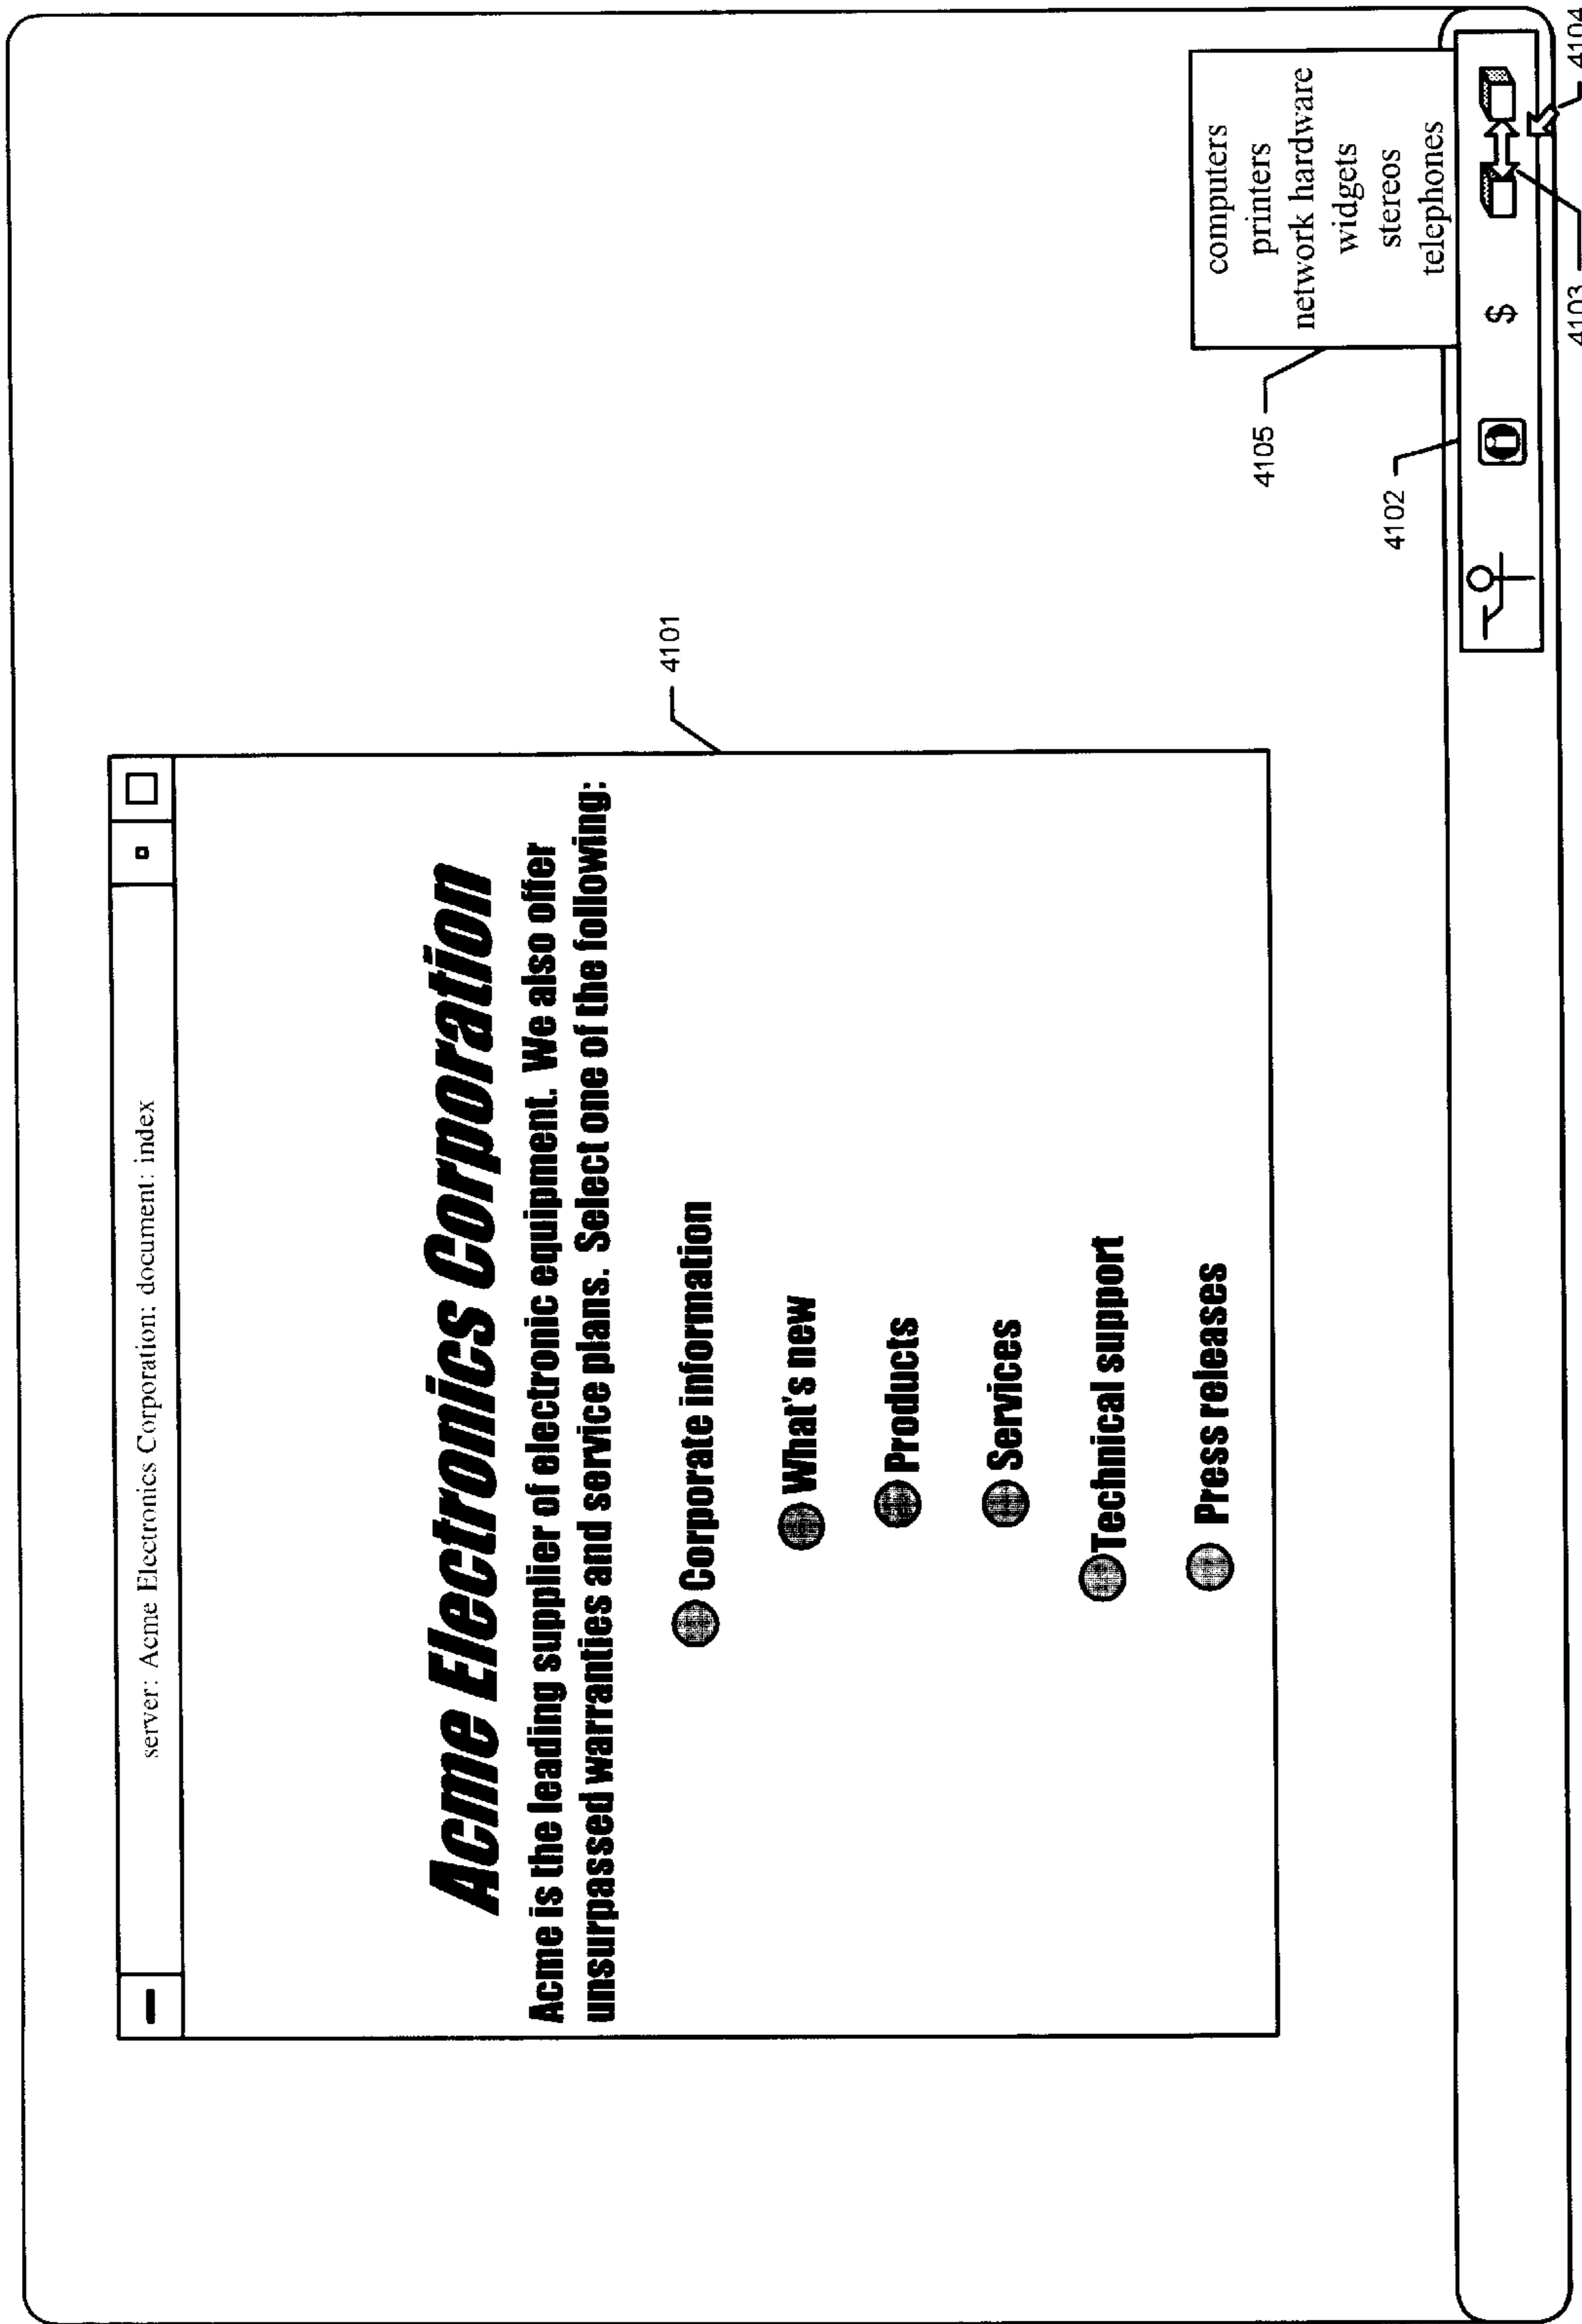 server: Acme Electronics Corporation: document: index
Acme Electronics Corporation
Acme is the leading supplier of electronic equipment. We also offer
unsurpassed warranties and service plans. Select one of the following:
Corporate information
What's new
Products
Services
Technical support
Press releases
4101
computers
printers
network hardware
widgets
stereos
telephones
4105
4102
$
4103
4104